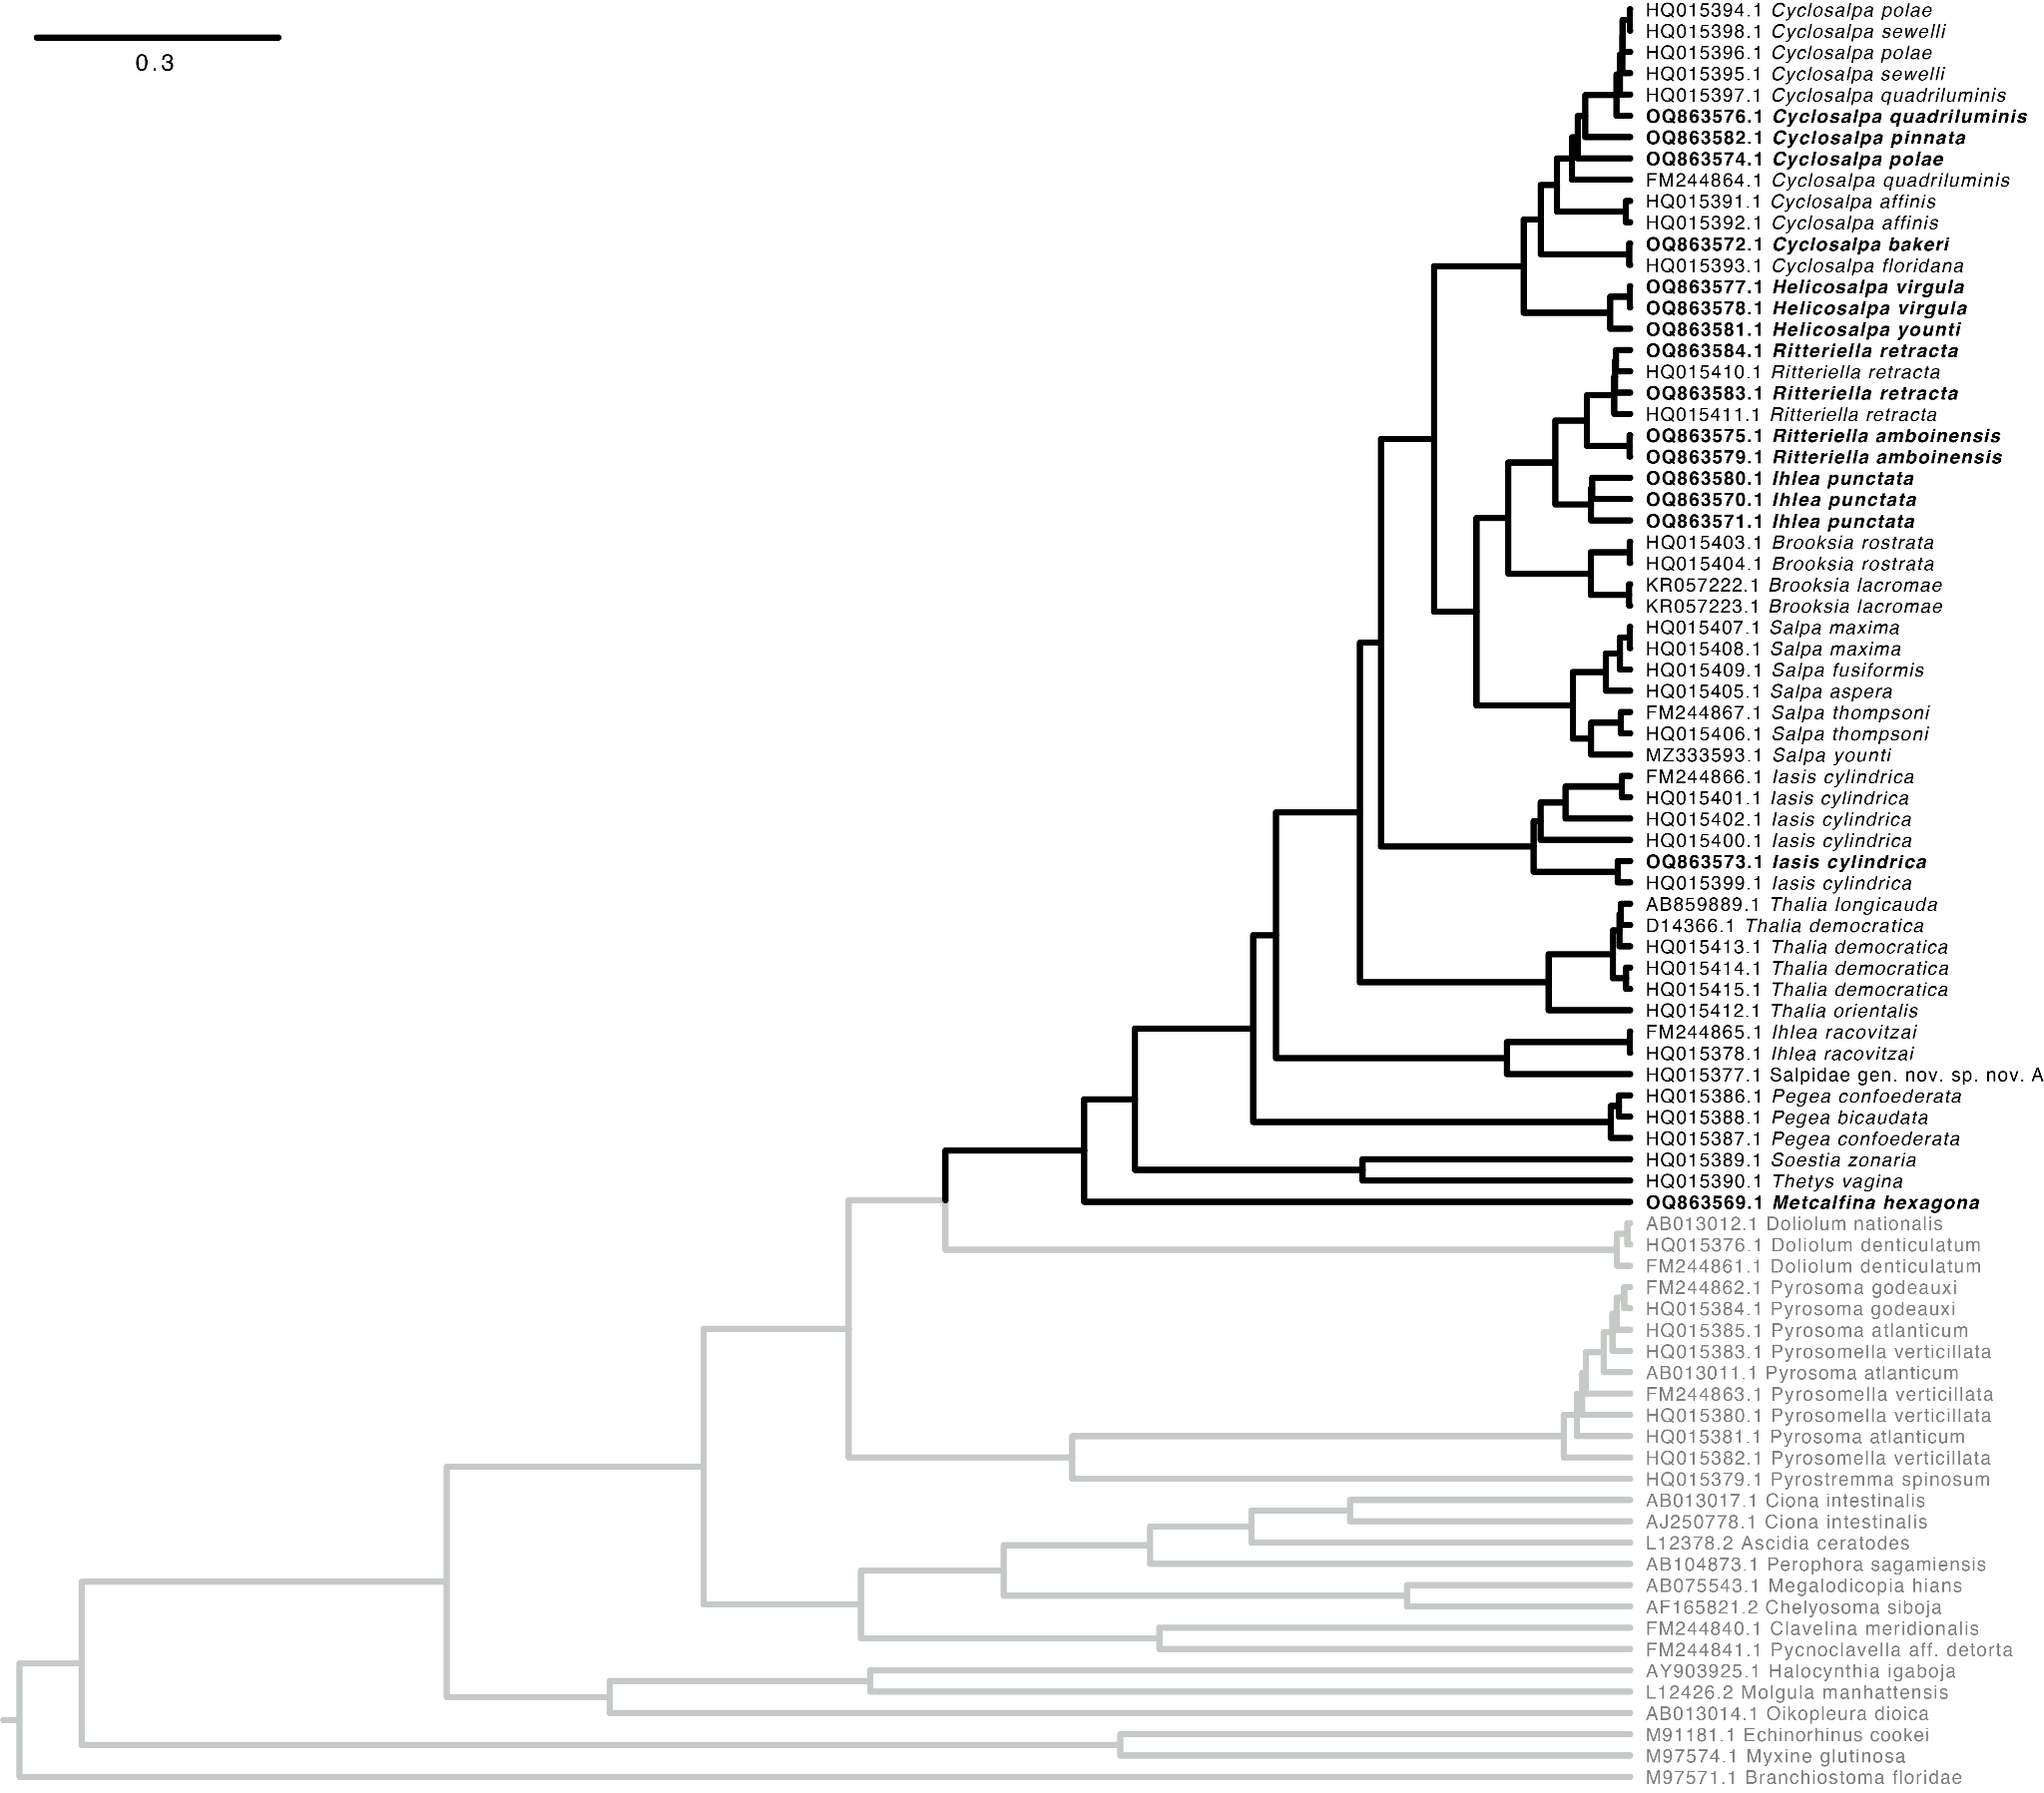 0.3
HQ015394.1 Cyclosalpa polae
HQ015398.1 Cyclosalpa sewelli
HQ015396.1 Cyclosalpa polae
HQ015395.1 Cyclosalpa sewelli
HQ015397.1 Cyclosalpa quadriluminis
OQ863576.1 Cyclosalpa quadriluminis
OQ863582.1 Cyclosalpa pinnata
OQ863574.1 Cyclosalpa polae
FM244864.1 Cyclosalpa quadriluminis
HQ015391.1 Cyclosalpa affinis
HQ015392.1 Cyclosalpa affinis
OQ863572.1 Cyclosalpa bakeri
HQ015393.1 Cyclosalpa floridana
OQ863577.1 Helicosalpa virgula
OQ863578.1 Helicosalpa virgula
OQ863581.1 Helicosalpa younti
OQ863584.1 Ritteriella retracta
HQ015410.1 Ritteriella retracta
OQ863583.1 Ritteriella retracta
HQ015411.1 Ritteriella retracta
OQ863575.1 Ritteriella amboinensis
OQ863579.1 Ritteriella amboinensis
OQ863580.1 Ihlea punctata
OQ863570.1 Ihlea punctata
OQ863571.1 Ihlea punctata
HQ015403.1 Brooksia rostrata
HQ015404.1 Brooksia rostrata
KR057222.1 Brooksia lacromae
KR057223.1 Brooksia lacromae
HQ015407.1 Salpa maxima
HQ015408.1 Salpa maxima
HQ015409.1 Salpa fusiformis
HQ015405.1 Salpa aspera
FM244867.1 Salpa thompsoni
HQ015406.1 Salpa thompsoni
MZ333593.1 Salpa younti
FM244866.1 Iasis cylindrica
HQ015401.1 Iasis cylindrica
HQ015402.1 Iasis cylindrica
HQ015400.1 Iasis cylindrica
OQ863573.1 Iasis cylindrica
HQ015399.1 Iasis cylindrica
AB859889.1 Thalia longicauda
D14366.1 Thalia democratica
HQ015413.1 Thalia democratica
HQ015414.1 Thalia democratica
HQ015415.1 Thalia democratica
HQ015412.1 Thalia orientalis
FM244865.1 Ihlea racovitzai
HQ015378.1 Ihlea racovitzai
HQ015377.1 Salpidae gen. nov. sp. nov. A
HQ015386.1 Pegea confoederata
HQ015388.1 Pegea bicaudata
HQ015387.1 Pegea confoederata
HQ015389.1 Soestia zonaria
HQ015390.1 Thetys vagina
OQ863569.1 Metcalfina hexagona
AB013012.1 Doliolum nationalis
HQ015376.1 Doliolum denticulatum
FM244861.1 Doliolum denticulatum
FM244862.1 Pyrosoma godeauxi
HQ015384.1 Pyrosoma godeauxi
HQ015385.1 Pyrosoma atlanticum
HQ015383.1 Pyrosomella verticillata
AB013011.1 Pyrosoma atlanticum
FM244863.1 Pyrosomella verticillata
HQ015380.1 Pyrosomella verticillata
HQ015381.1 Pyrosoma atlanticum
HQ015382.1 Pyrosomella verticillata
HQ015379.1 Pyrostremma spinosum
AB013017.1 Ciona intestinalis
AJ250778.1 Ciona intestinalis
L12378.2 Ascidia ceratodes
AB104873.1 Perophora sagamiensis
AB075543.1 Megalodicopia hians
AF165821.2 Chelyosoma siboja
FM244840.1 Clavelina meridionalis
FM244841.1 Pycnoclavella aff. detorta
AY903925.1 Halocynthia igaboja
L12426.2 Molgula manhattensis
AB013014.1 Oikopleura dioica
M91181.1 Echinorhinus cookei
M97574.1 Myxine glutinosa
M97571.1 Branchiostoma floridae